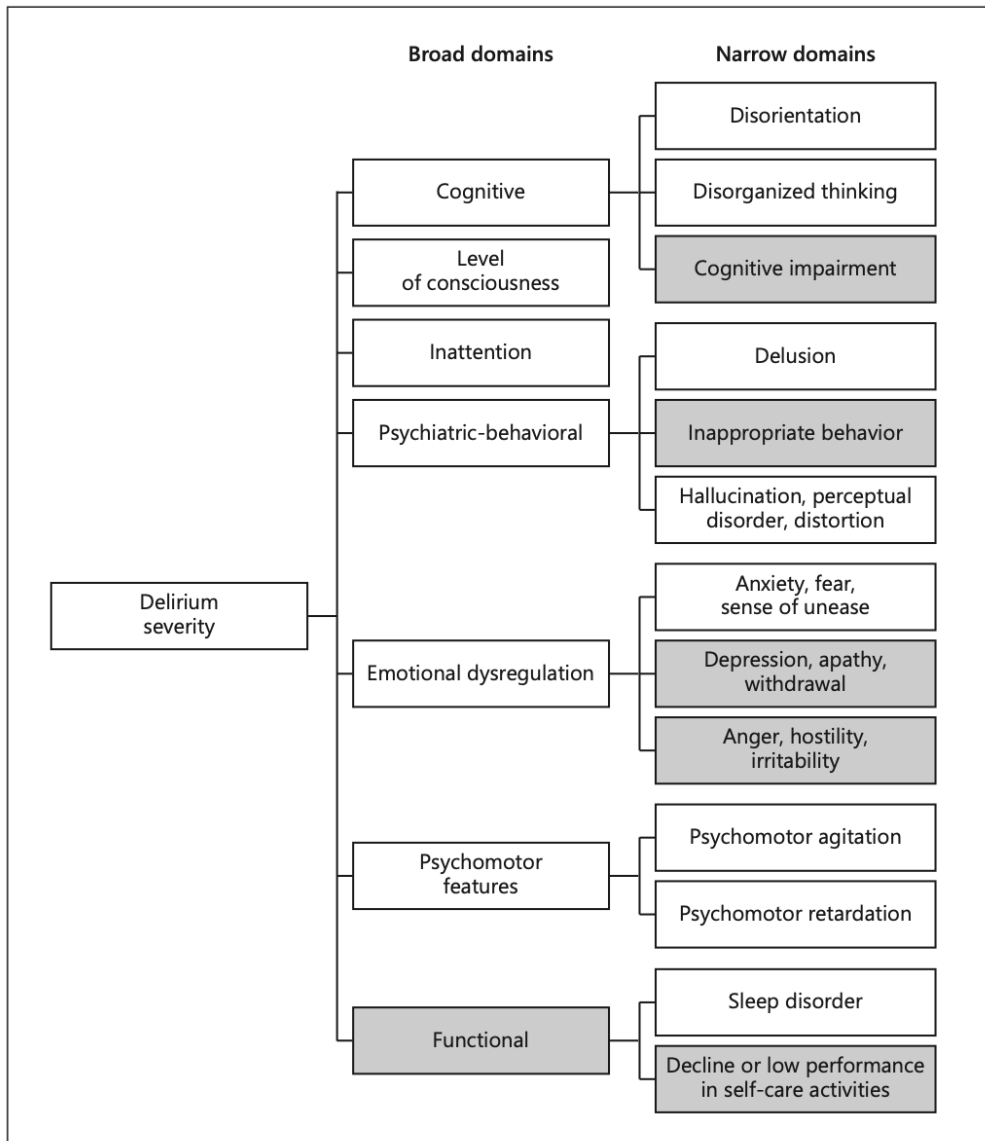 Broad domains
Narrow domains
Disorientation
Cognitive
Disorganized thinking
Level
of consciousness
Cognitive impairment
Inattention
Delusion
Psychiatric-behavioral
Inappropriate behavior
Hallucination, perceptual
disorder, distortion
Delirium
severity
Anxiety, fear,
sense of unease
Emotional dysregulation
Depression, apathy,
withdrawal
Anger, hostility,
irritability
Psychomotor
features
Psychomotor agitation
Psychomotor retardation
Sleep disorder
Functional
Decline or low performance
in self-care activities